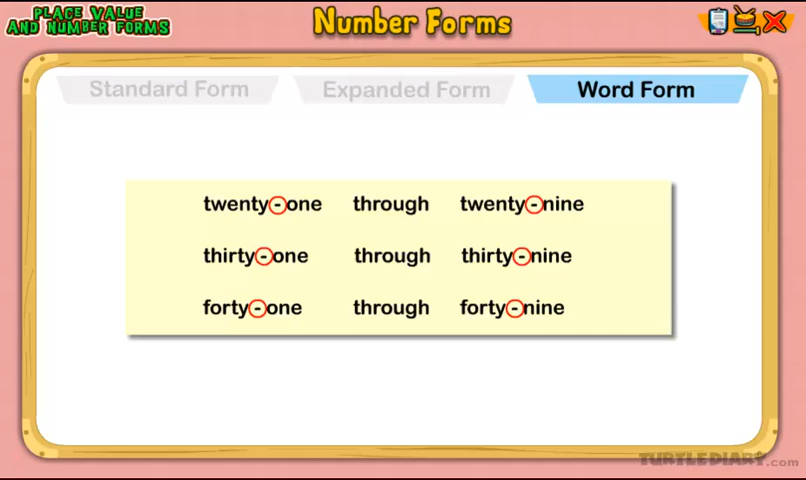 PLACE VALUE
AND NUMBER FORMS
Number Forms
Standard Form Expanded Form Word Form
twenty-one through twenty-nine
thirty-one through thirty-nine
forty-one through forty-nine
TURTLEDIARY.com